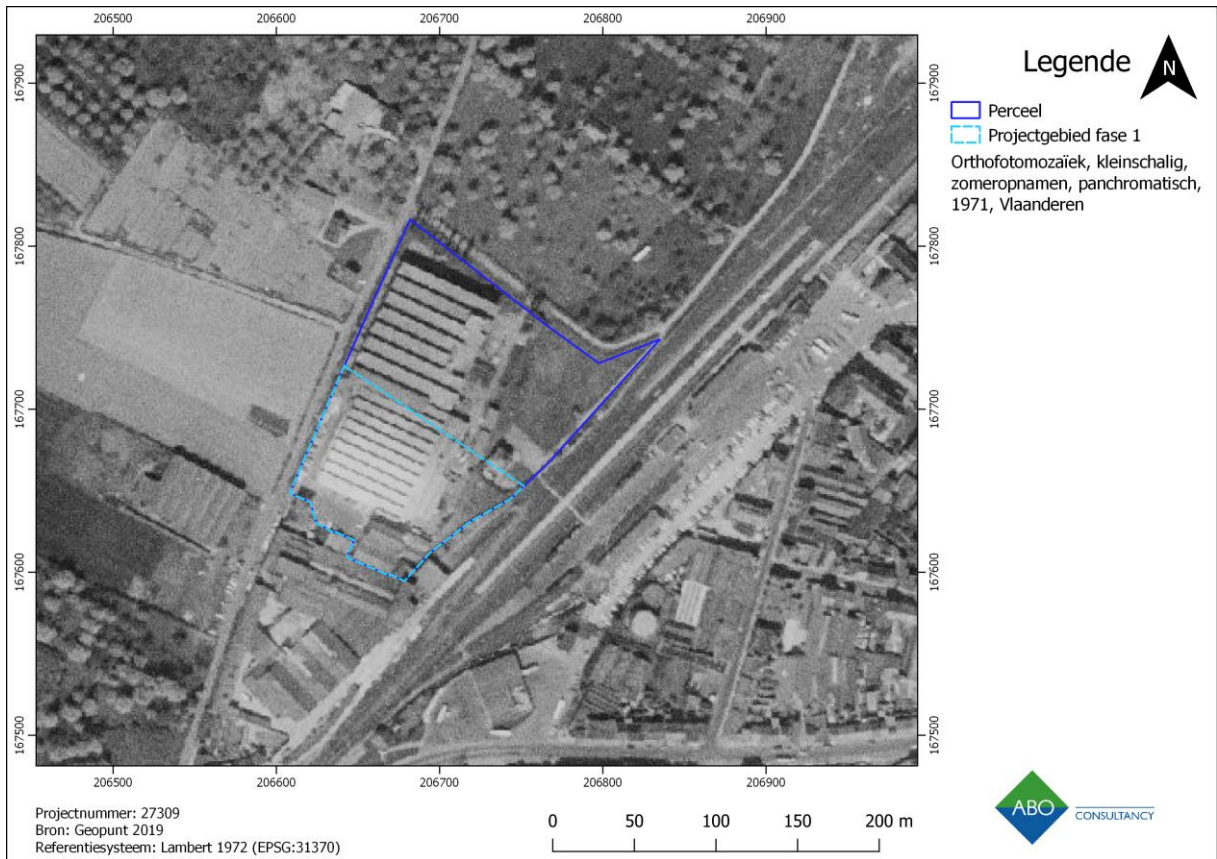 206500 206600 206700 206800 206900
Legende
N
Perceel
Projectgebied fase 1
Orthofotomozaïek, kleinschalig,
zomeropnamen, panchromatisch,
1971, Vlaanderen
167900
167800
167700
167600
167500
167900
167800
167700
167600
167500
206500 206600 206700 206800 206900
Projectnummer: 27309
Bron: Geopunt 2019
Referentiesysteem: Lambert 1972 (EPSG:31370)
0 50 100 150 200 m
ABO
CONSULTANCY